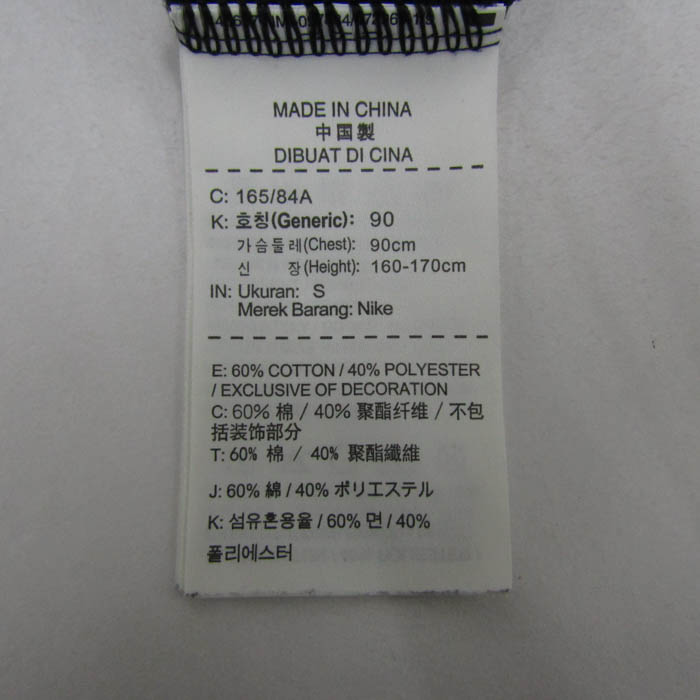 MADE IN CHINA
中国製
DIBUAT DI CINA
C: 165/84A
K: 호칭(Generic): 90
가슴둘레(Chest): 90cm
신 장(Height): 160-170cm
IN: Ukuran: S
Merek Barang: Nike
E: 60% COTTON / 40% POLYESTER
/ EXCLUSIVE OF DECORATION
C: 60% 棉 / 40% 聚酯纤维 / 不包
括装饰部分
T: 60% 棉 / 40% 聚酯纖維
J: 60% 綿 / 40% ポリエステル
K: 섬유혼용율 / 60% 면 / 40%
폴리에스터